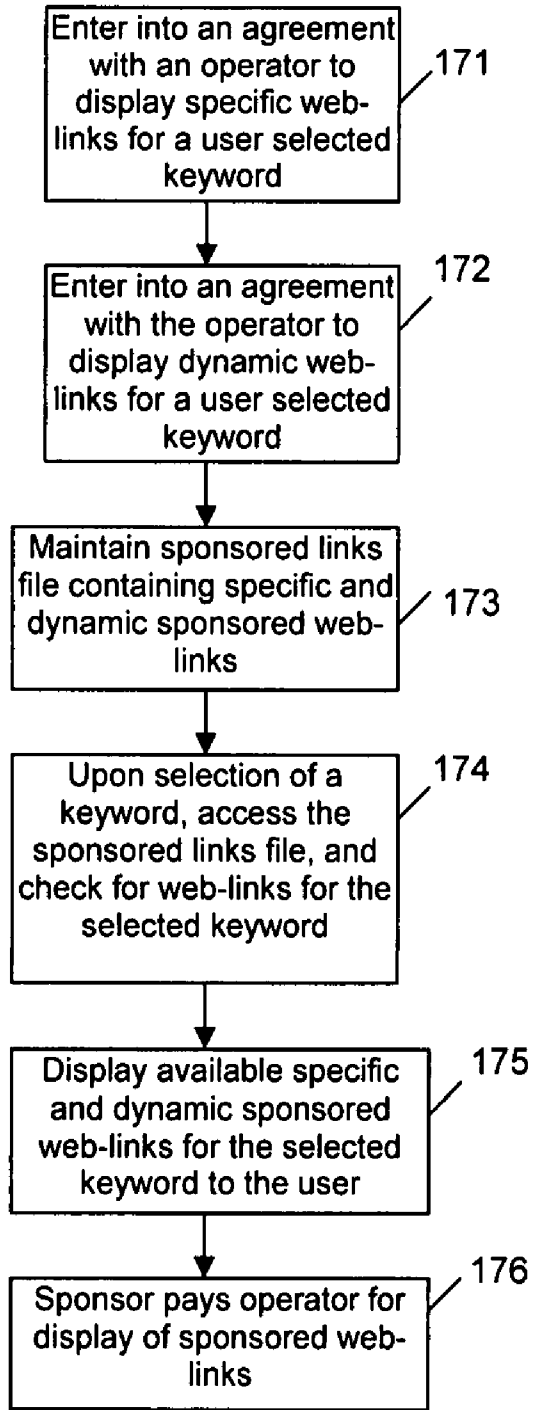 Enter into an agreement
with an operator to
display specific web-
links for a user selected
keyword
171
Enter into an agreement
with the operator to
display dynamic web-
links for a user selected
keyword
172
Maintain sponsored links
file containing specific and
dynamic sponsored web-
links
173
Upon selection of a
keyword, access the
sponsored links file, and
check for web-links for the
selected keyword
174
Display available specific
and dynamic sponsored
web-links for the selected
keyword to the user
175
Sponsor pays operator for
display of sponsored web-
links
176